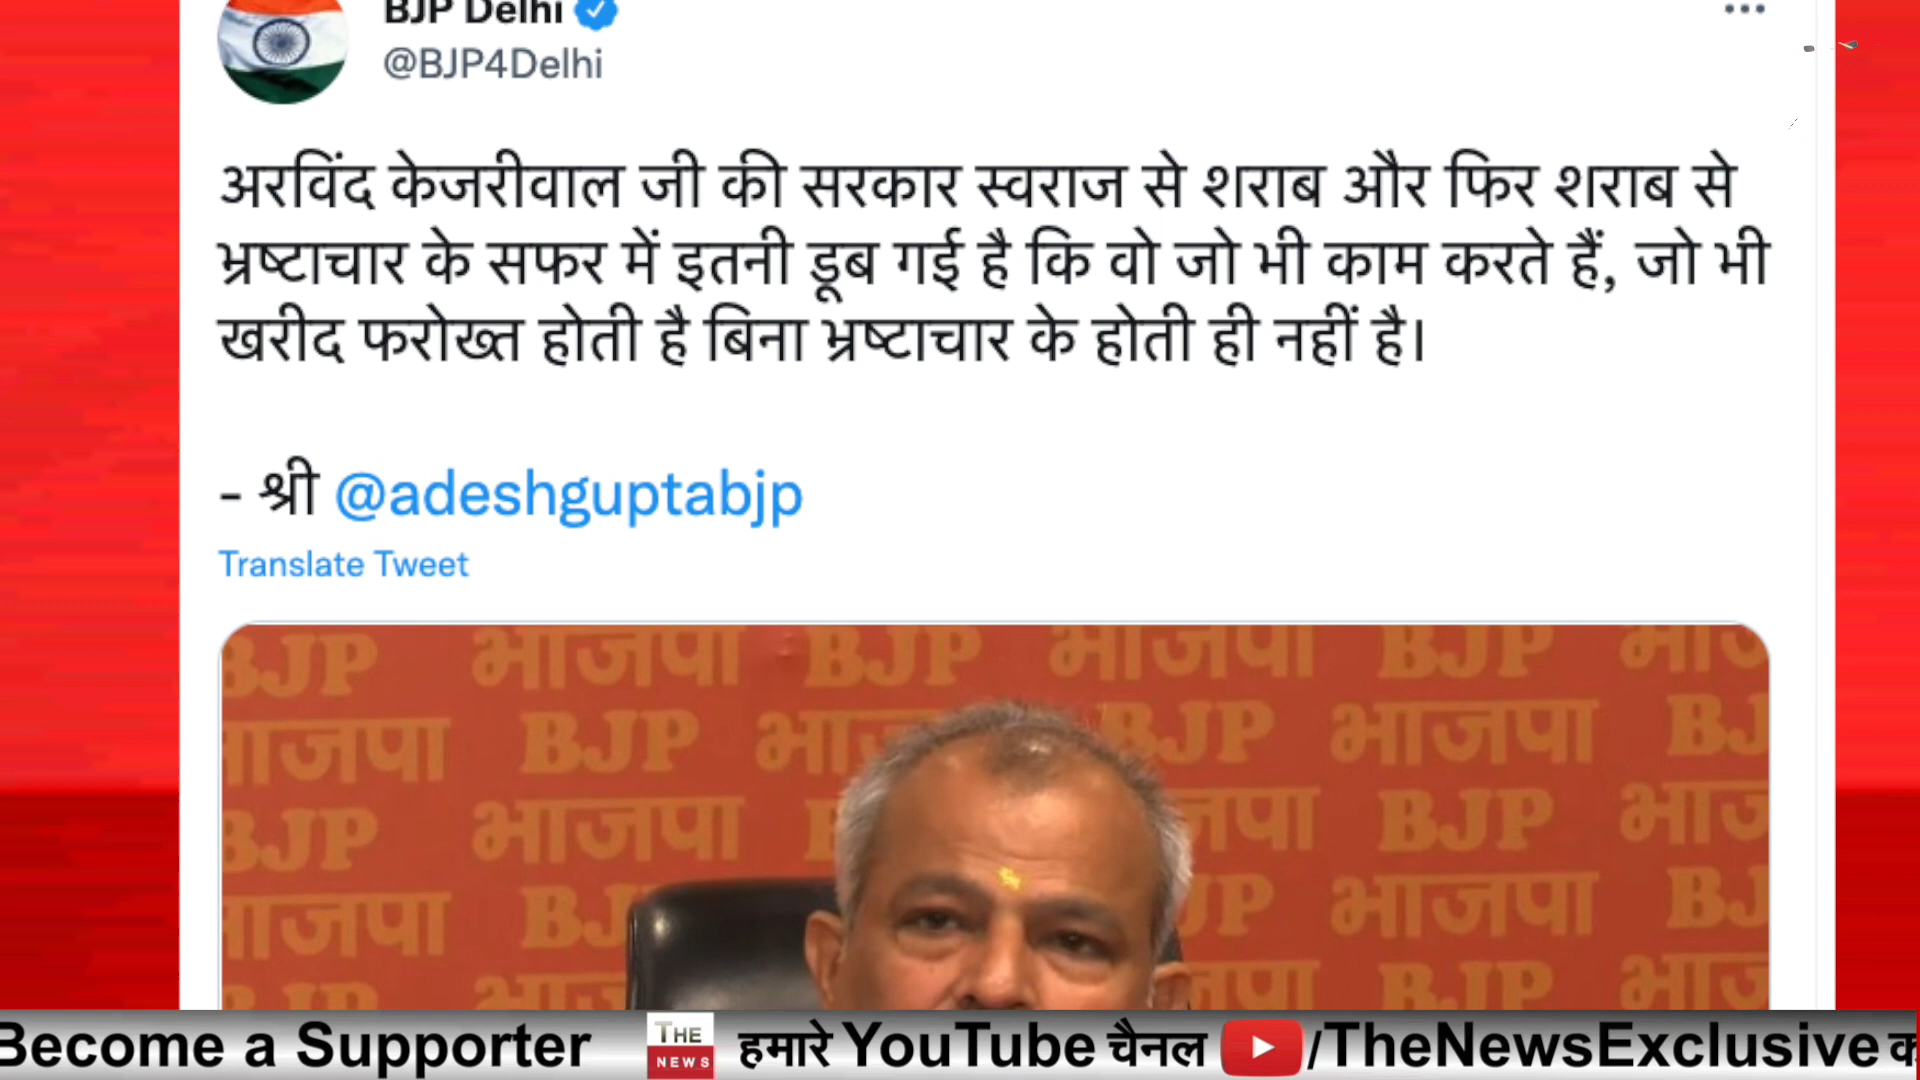 BJP Delhi
@BJP4Delhi
अरविंद केजरीवाल जी की सरकार स्वराज से शराब और फिर शराब से
भ्रष्टाचार के सफर में इतनी डूब गई है कि वो जो भी काम करते हैं, जो भी
खरीद फरोख्त होती है बिना भ्रष्टाचार के होती ही नहीं है।
- श्री @adeshguptabjp
Translate Tweet
BJP भाजपा BJP भाजपा BJP
भाजपा BJP BJP भाजपा
BJP भाजपा BJP
भाजपा भाजपा
Become a Supporter THE NEWS हमारे YouTube चैनल /TheNewsExclusive